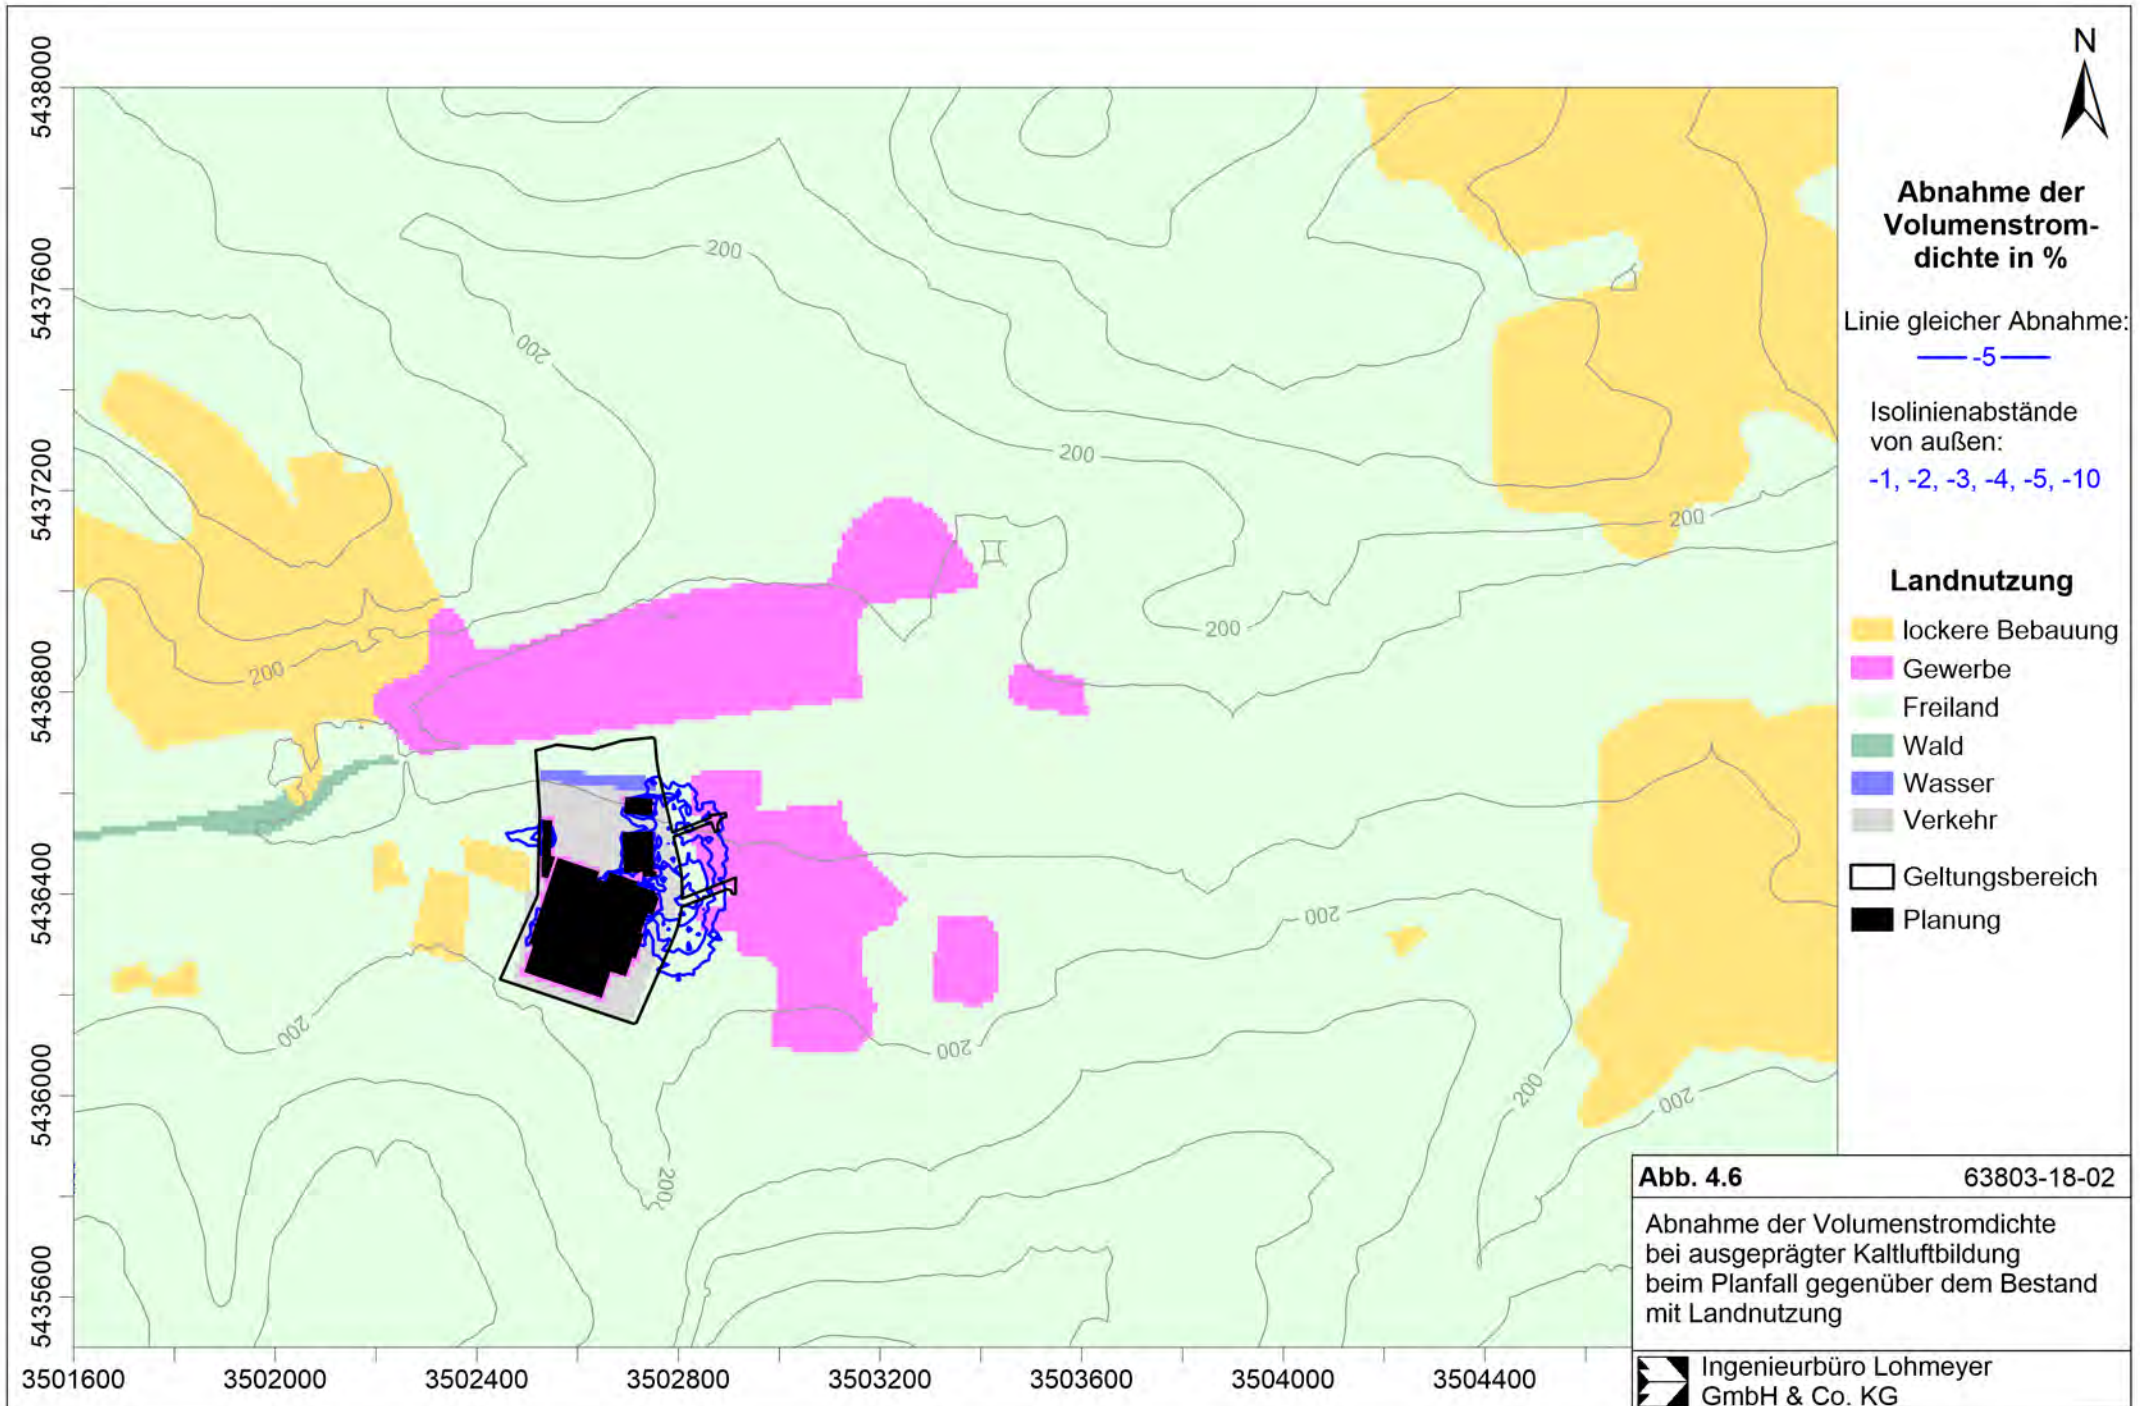 N
Abnahme der
Volumenstrom-
dichte in %
Linie gleicher Abnahme:
-5
Isolinienabstände
von außen:
-1, -2, -3, -4, -5, -10
Landnutzung
lockere Bebauung
Gewerbe
Freiland
Wald
Wasser
Verkehr
Geltungsbereich
Planung
5438000
5437600
5437200
5436800
5436400
5436000
5435600
200
200
200
200
200
200
200
200
200
200
200
200
3501600
3502000
3502400
3502800
3503200
3503600
3504000
3504400
Abb. 4.6 63803-18-02
Abnahme der Volumenstromdichte
bei ausgeprägter Kaltluftbildung
beim Planfall gegenüber dem Bestand
mit Landnutzung
Ingenieurbüro Lohmeyer
GmbH & Co. KG